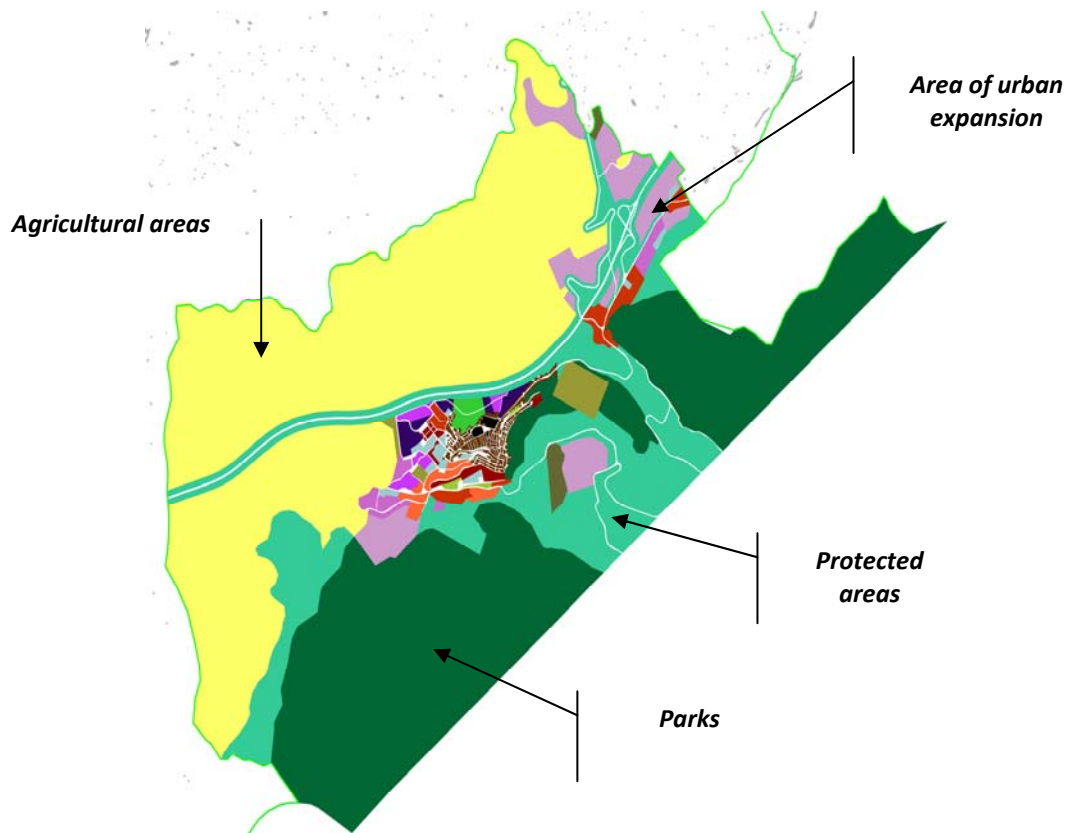 Area of urban
expansion
Agricultural areas
Protected
areas
Parks